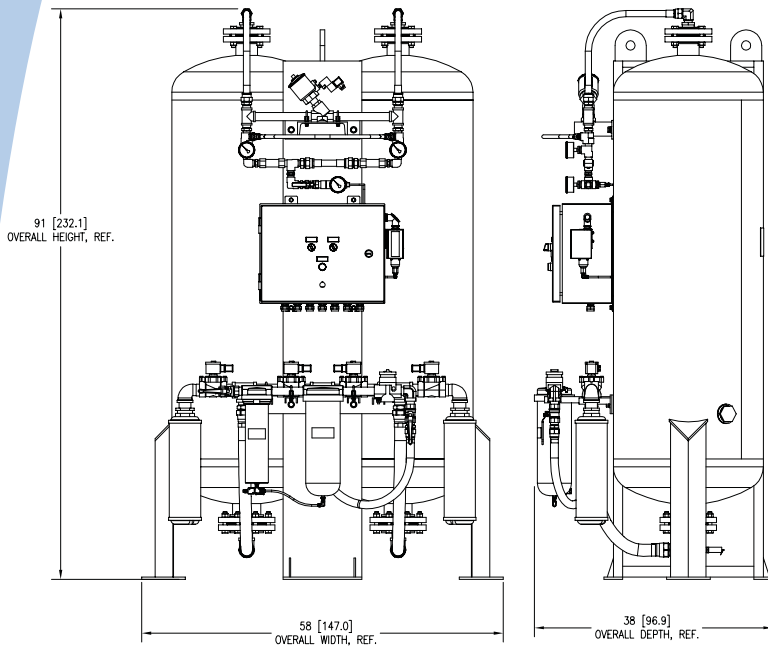 91 [232.1]
OVERALL HEIGHT, REF.
58 [147.0]
OVERALL WIDTH, REF.
38 [96.9]
OVERALL DEPTH, REF.